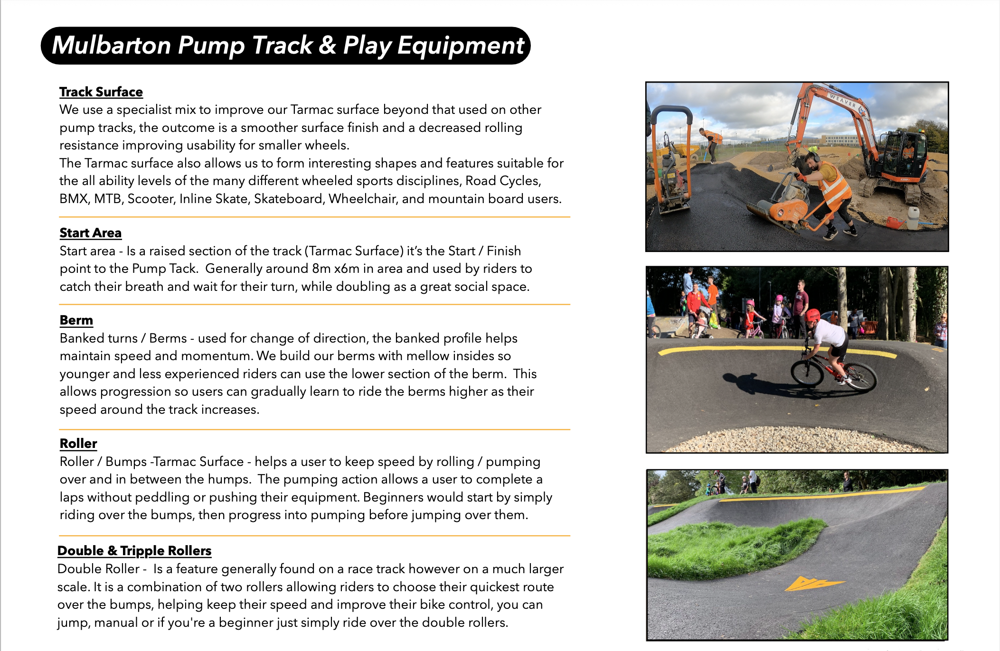 Mulbarton Pump Track & Play Equipment
Track Surface
We use a specialist mix to improve our Tarmac surface beyond that used on other
pump tracks, the outcome is a smoother surface finish and a decreased rolling
resistance improving usability for smaller wheels.
The Tarmac surface also allows us to form interesting shapes and features suitable for
the all ability levels of the many different wheeled sports disciplines, Road Cycles,
BMX, MTB, Scooter, Inline Skate, Skateboard, Wheelchair, and mountain board users.
Start Area
Start area - Is a raised section of the track (Tarmac Surface) it’s the Start / Finish
point to the Pump Tack.  Generally around 8m x6m in area and used by riders to
catch their breath and wait for their turn, while doubling as a great social space.
Berm
Banked turns / Berms - used for change of direction, the banked profile helps
maintain speed and momentum. We build our berms with mellow insides so
younger and less experienced riders can use the lower section of the berm.  This
allows progression so users can gradually learn to ride the berms higher as their
speed around the track increases.
Roller
Roller / Bumps -Tarmac Surface - helps a user to keep speed by rolling / pumping
over and in between the humps.  The pumping action allows a user to complete a
laps without peddling or pushing their equipment. Beginners would start by simply
riding over the bumps, then progress into pumping before jumping over them.
Double & Tripple Rollers
Double Roller -  Is a feature generally found on a race track however on a much larger
scale. It is a combination of two rollers allowing riders to choose their quickest route
over the bumps, helping keep their speed and improve their bike control, you can
jump, manual or if you're a beginner just simply ride over the double rollers.
WEAVER